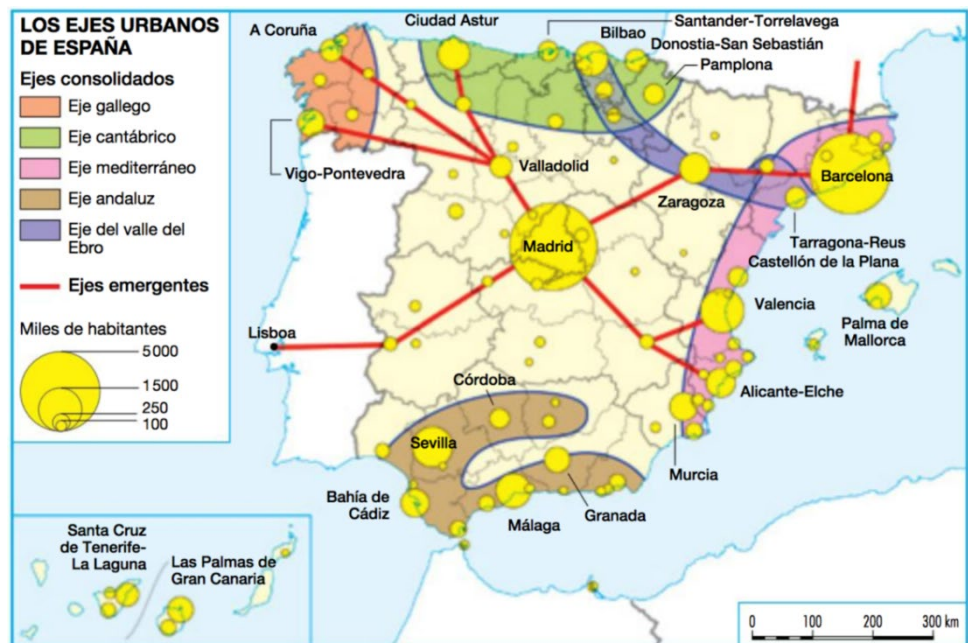 LOS EJES URBANOS
DE ESPAÑA
Ejes consolidados
Eje gallego
Eje cantábrico
Eje mediterráneo
Eje andaluz
Eje del valle del
Ebro
Ejes emergentes
Miles de habitantes
5000
1500
250
100
A Coruña
Ciudad Astur
Santander-Torrelavega
Bilbao
Donostia-San Sebastián
Pamplona
Vigo-Pontevedra
Valladolid
Zaragoza
Barcelona
Madrid
Tarragona-Reus
Castellón de la Plana
Valencia
Palma de
Mallorca
Lisboa
Alicante-Elche
Córdoba
Sevilla
Murcia
Bahía de
Cádiz
Málaga
Granada
Santa Cruz
de Tenerife-
La Laguna
Las Palmas de
Gran Canaria
0 100 200 300 km